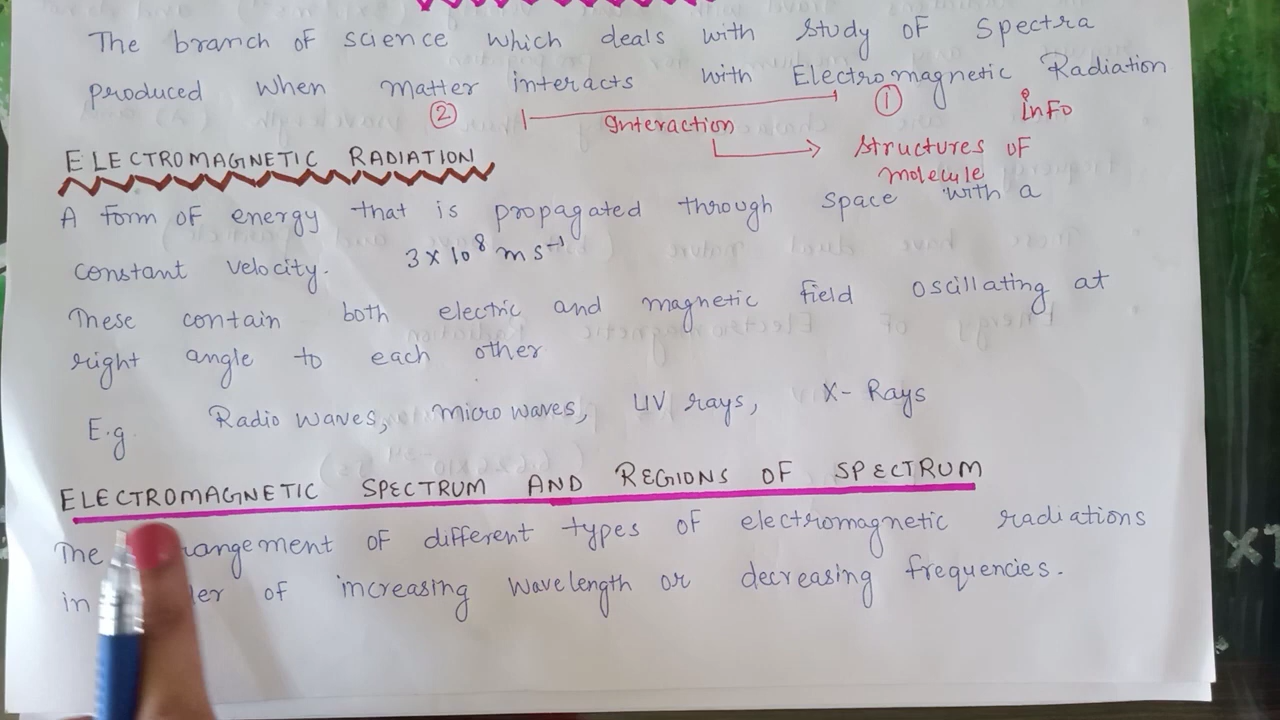 The branch of science which deals with study of Spectra
produced when matter interacts with Electromagnetic Radiation
② Interaction ① info
structures of
molecule
ELECTROMAGNETIC RADIATION
A form of energy that is propagated through space with a
constant velocity. 3 x 10⁸ m s⁻¹
These contain both electric and magnetic field oscillating at
right angle to each other
E.g Radio waves, micro waves, UV rays, X-Rays
ELECTROMAGNETIC SPECTRUM AND REGIONS OF SPECTRUM
The rangement of different types of electromagnetic radiations
in der of increasing wavelength or decreasing frequencies.